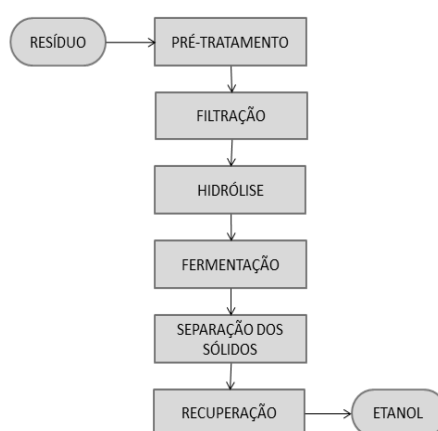 RESÍDUO
PRÉ-TRATAMENTO
FILTRAÇÃO
HIDRÓLISE
FERMENTAÇÃO
SEPARAÇÃO DOS
SÓLIDOS
RECUPERAÇÃO
ETANOL